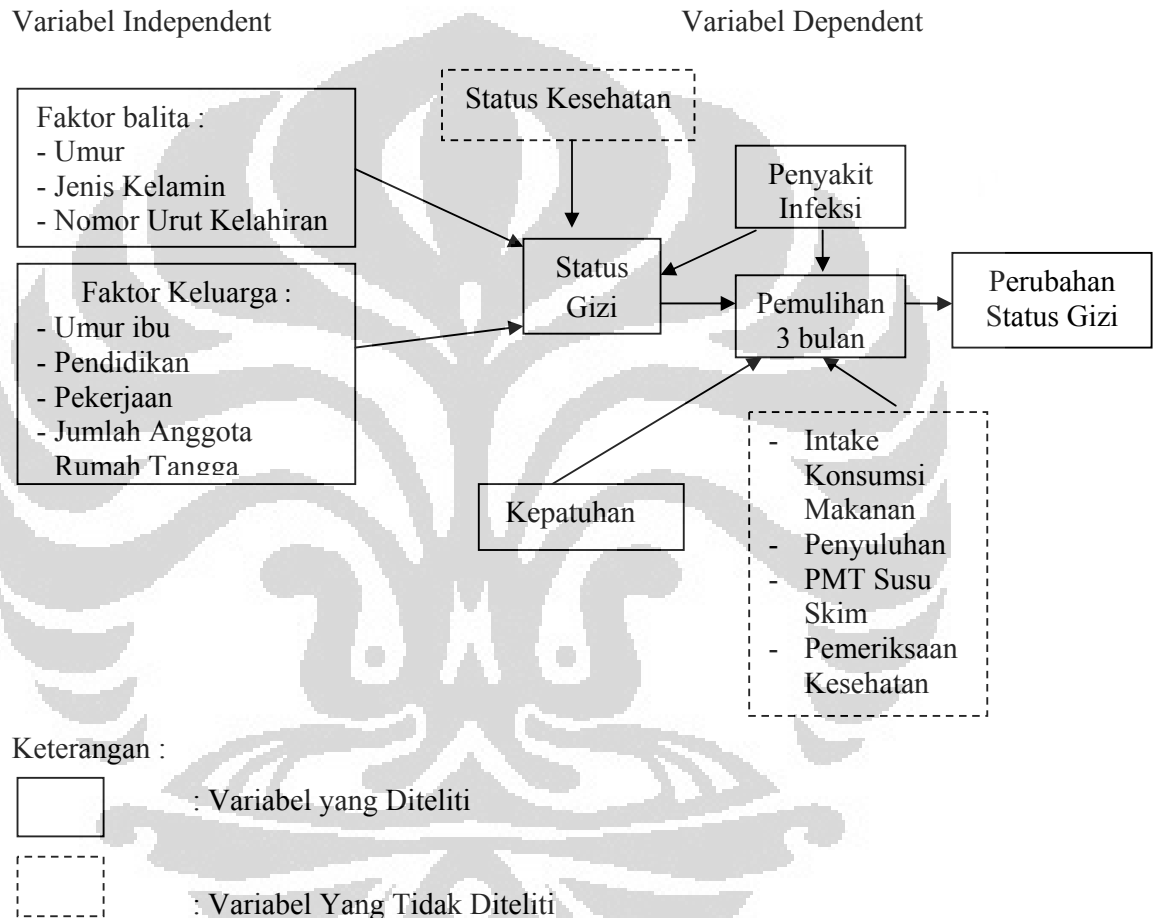 Variabel Independent
Variabel Dependent
Status Kesehatan
Faktor balita :
- Umur
- Jenis Kelamin
- Nomor Urut Kelahiran
Penyakit
Infeksi
Status
Gizi
Faktor Keluarga :
- Umur ibu
- Pendidikan
- Pekerjaan
- Jumlah Anggota
Rumah Tangga
Pemulihan
3 bulan
Perubahan
Status Gizi
Kepatuhan
- Intake
Konsumsi
Makanan
- Penyuluhan
- PMT Susu
Skim
- Pemeriksaan
Kesehatan
Keterangan :
: Variabel yang Diteliti
: Variabel Yang Tidak Diteliti